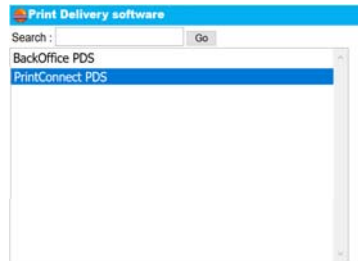 Print Delivery software
Search : Go
BackOffice PDS
PrintConnect PDS